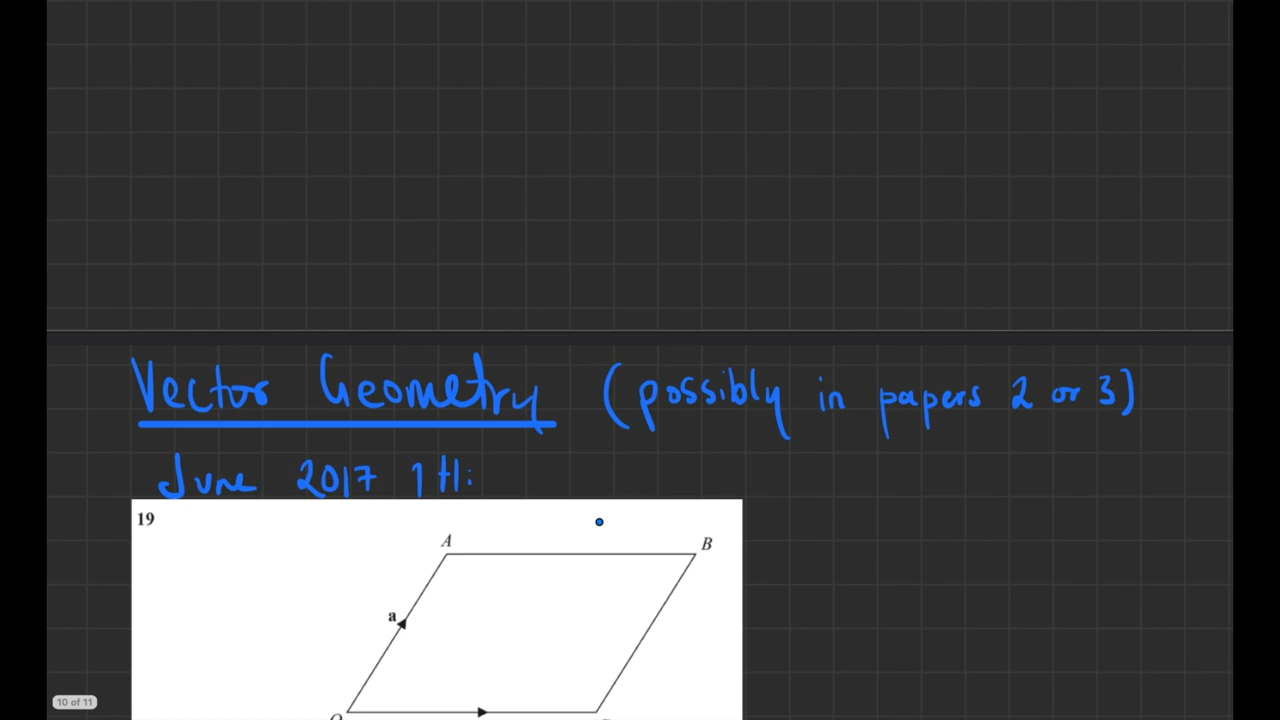 Vector Geometry (possibly in papers 2 or 3)
June 2017 1H:
19
A
B
a
10 of 11